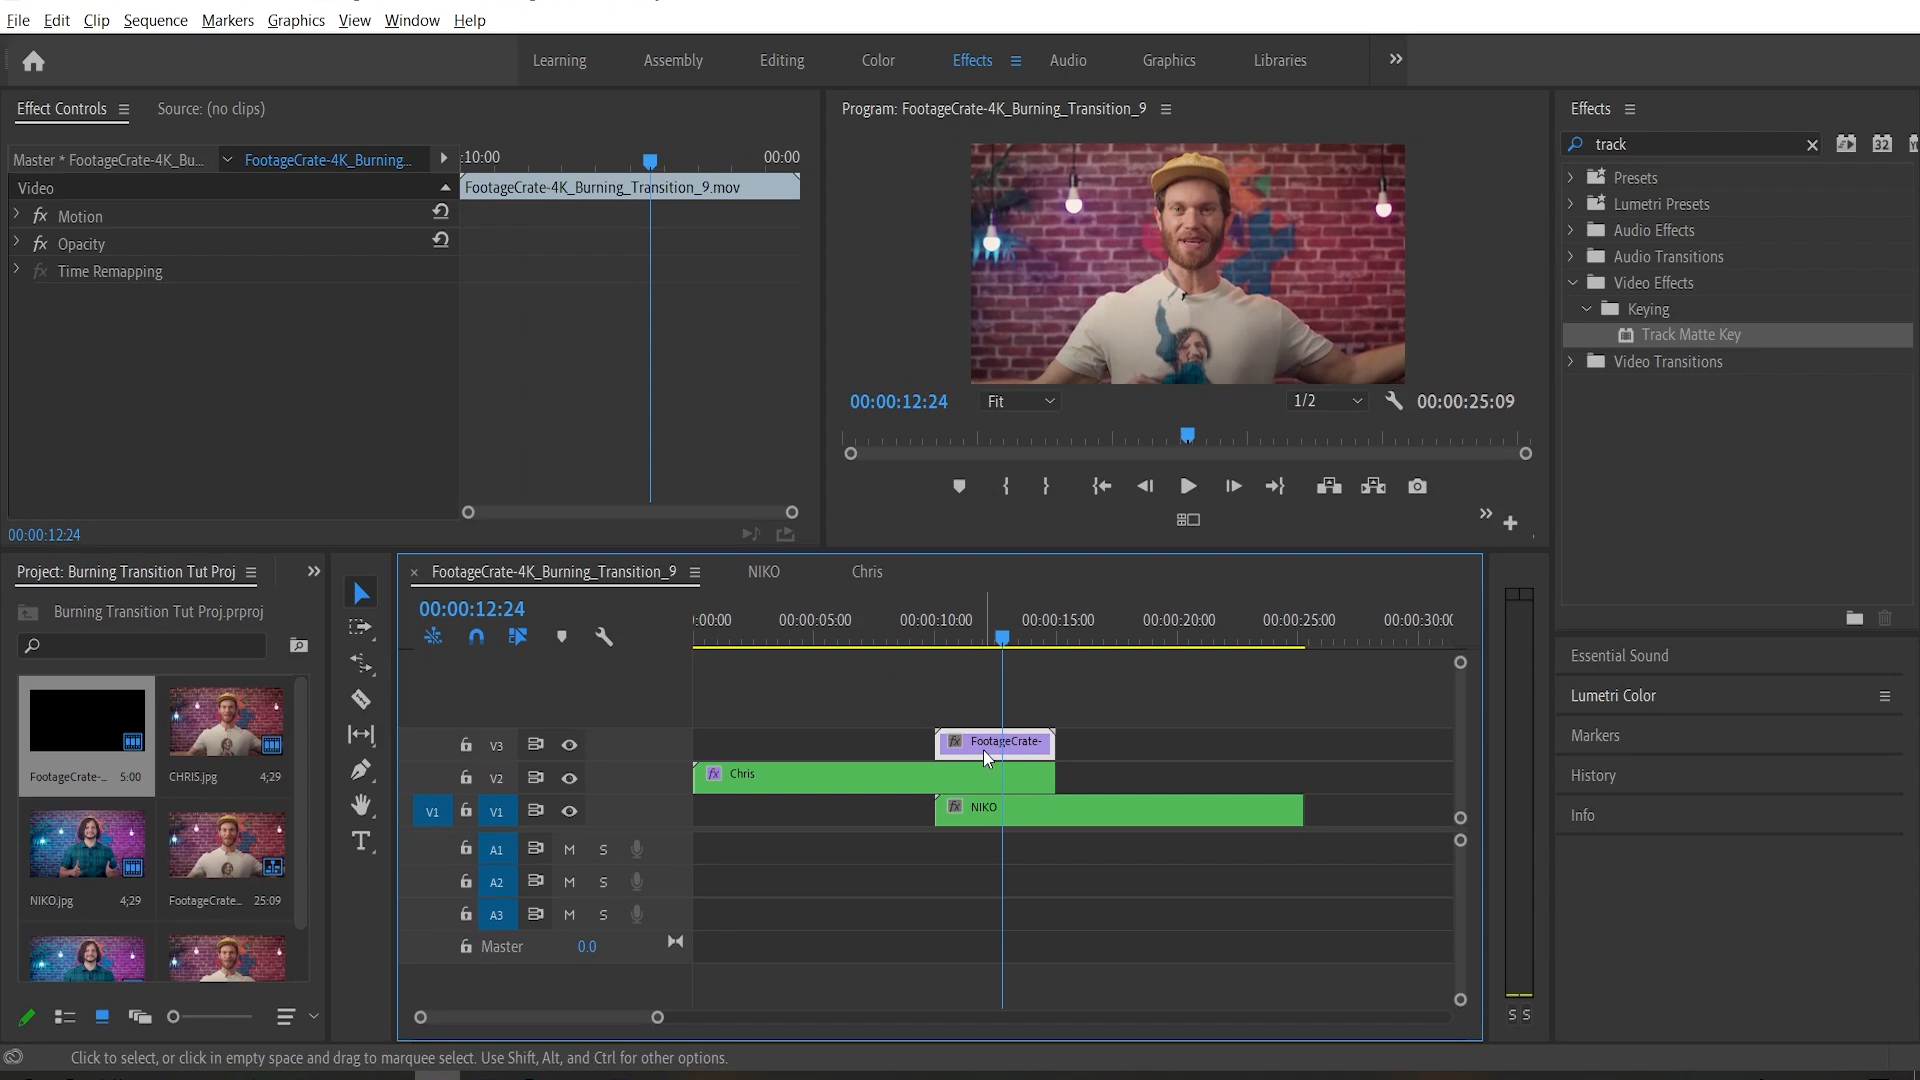 File Edit Clip Sequence Markers Graphics View Window Help
Learning Assembly Editing Color Effects Audio Graphics Libraries
Effect Controls Source: (no clips)
Program: FootageCrate-4K_Burning_Transition_9
Effects
Master * FootageCrate-4K_Bu... FootageCrate-4K_Burning...
:10:00 00:00
track
32
Video
FootageCrate-4K_Burning_Transition_9.mov
fx Motion
fx Opacity
fx Time Remapping
Presets
Lumetri Presets
Audio Effects
Audio Transitions
Video Effects
Keying
Track Matte Key
Video Transitions
00:00:12:24 Fit 1/2 00:00:25:09
00:00:12:24
Project: Burning Transition Tut Proj
Burning Transition Tut Proj.prproj
FootageCrate-... 5:00
CHRIS.jpg 4;29
NIKO.jpg 4;29
FootageCrate... 25:09
× FootageCrate-4K_Burning_Transition_9 NIKO Chris
00:00:12:24
:00:00 00:00:05:00 00:00:10:00 00:00:15:00 00:00:20:00 00:00:25:00 00:00:30:00
V3 fx FootageCrate-
V2 fx Chris
V1 V1 fx NIKO
A1 M S
A2 M S
A3 M S
Master 0.0
S S
Essential Sound
Lumetri Color
Markers
History
Info
Click to select, or click in empty space and drag to marquee select. Use Shift, Alt, and Ctrl for other options.